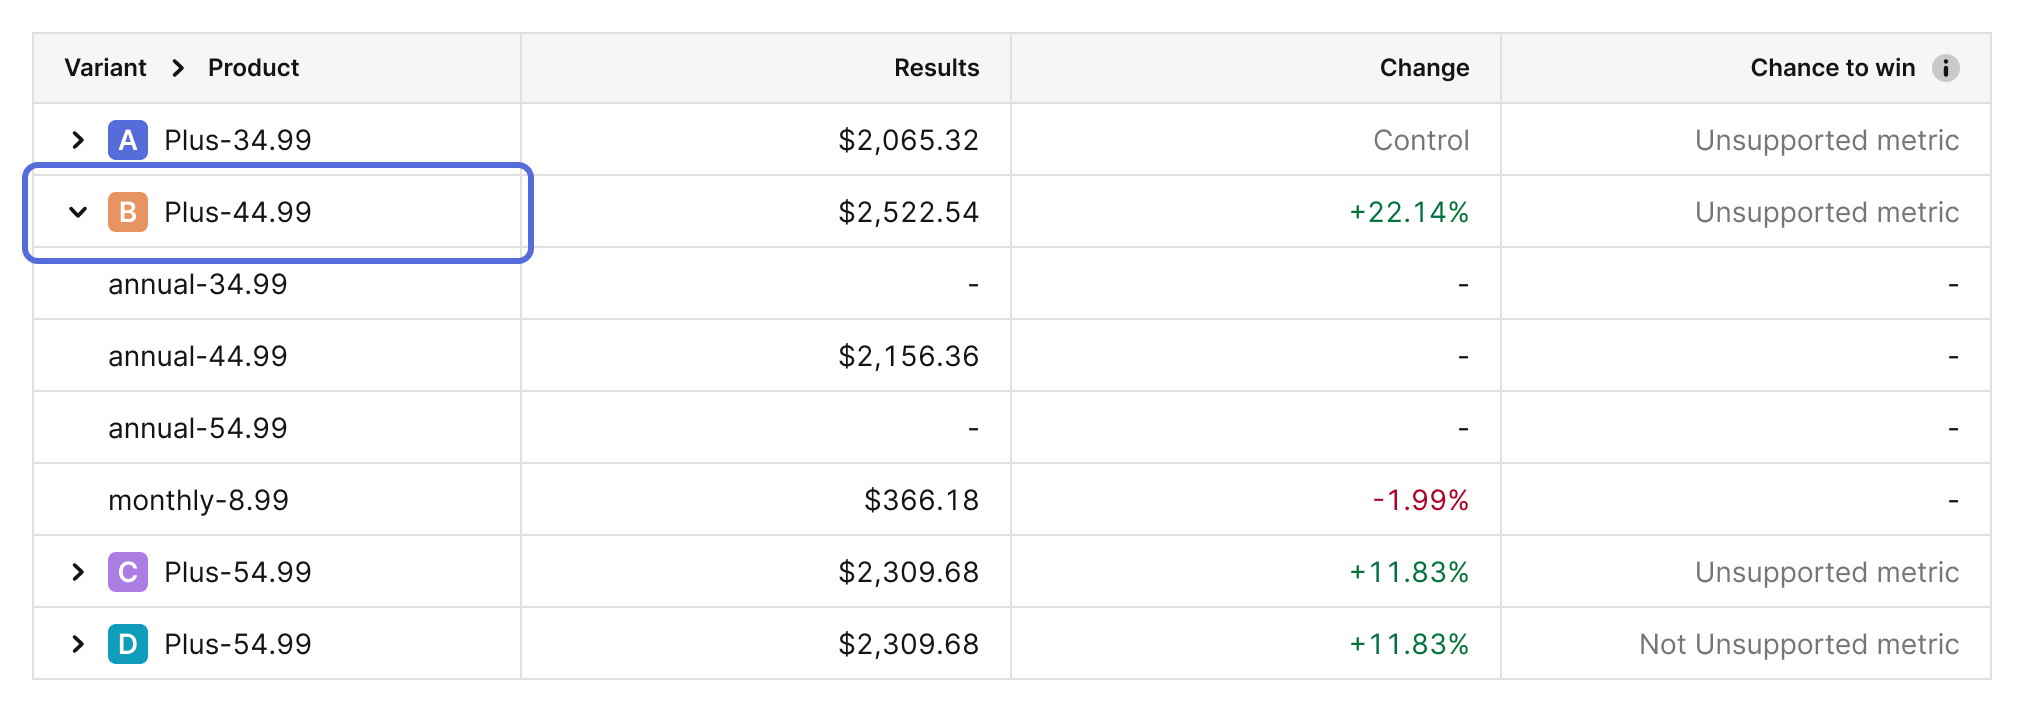 Variant > Product Results Change Chance to win i
A Plus-34.99 $2,065.32 Control Unsupported metric
B Plus-44.99 $2,522.54 +22.14% Unsupported metric
annual-34.99 - - -
annual-44.99 $2,156.36 - -
annual-54.99 - - -
monthly-8.99 $366.18 -1.99% -
C Plus-54.99 $2,309.68 +11.83% Unsupported metric
D Plus-54.99 $2,309.68 +11.83% Not Unsupported metric